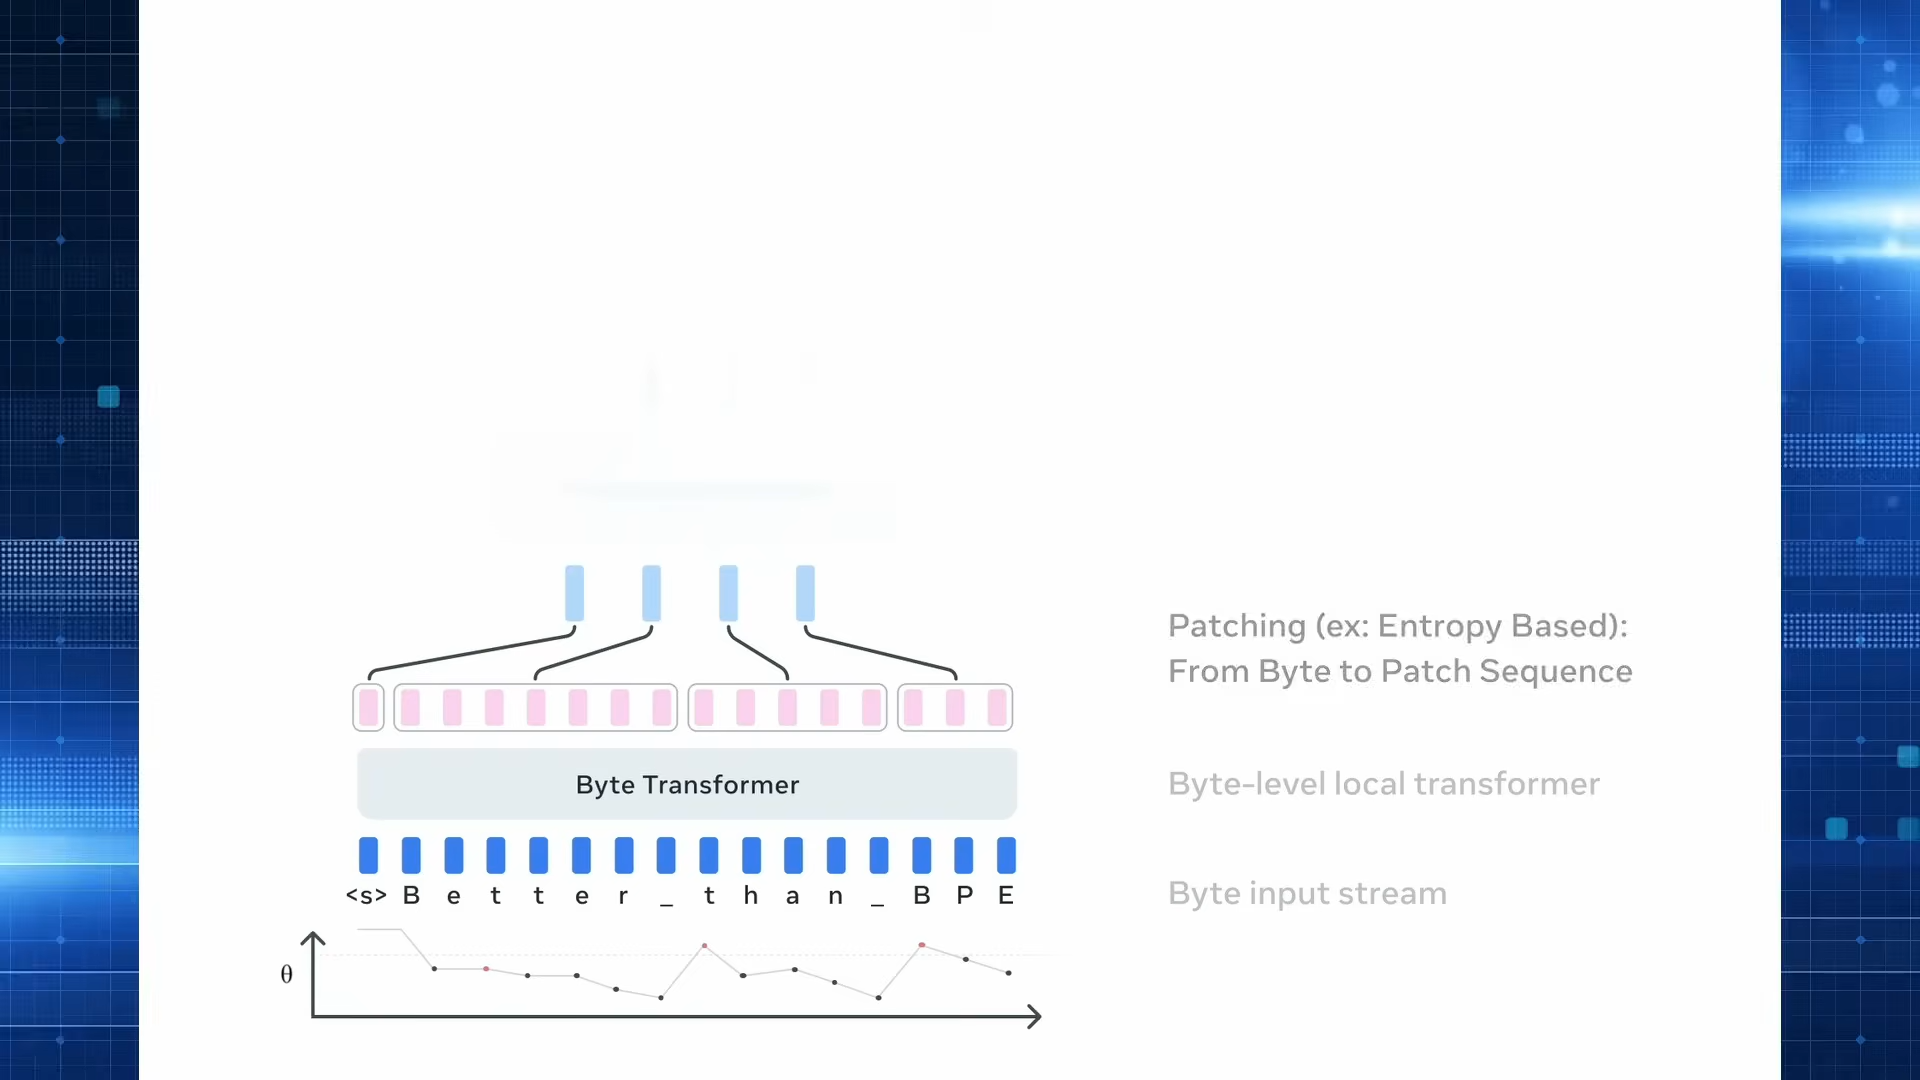 Patching (ex: Entropy Based):
From Byte to Patch Sequence
Byte Transformer
Byte-level local transformer
<s> B e t t e r _ t h a n _ B P E
Byte input stream
θ